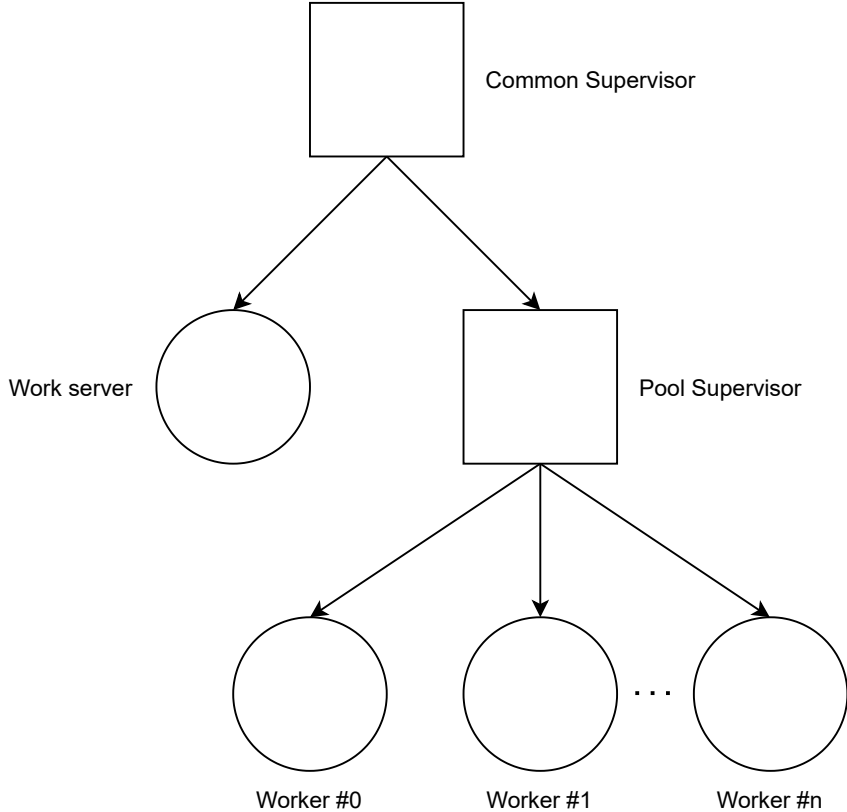 Common Supervisor
Work server
Pool Supervisor
. . .
Worker #0
Worker #1
Worker #n